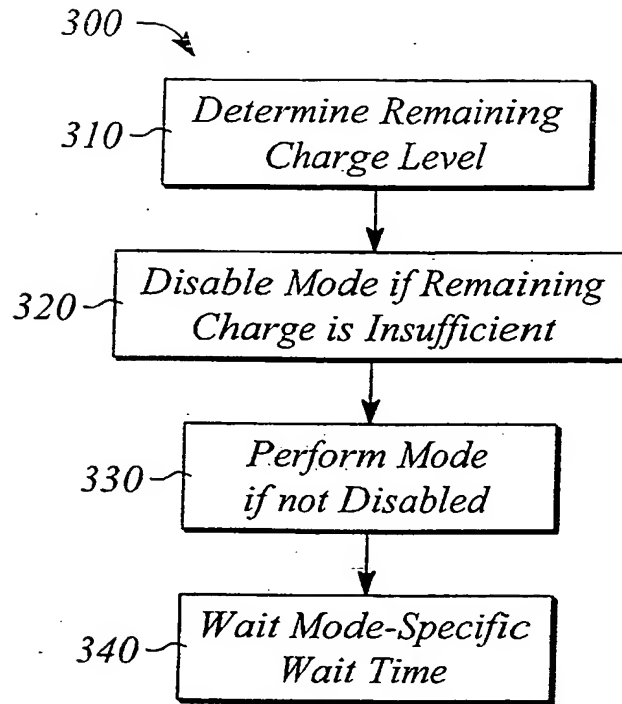 300
310
Determine Remaining
Charge Level
320
Disable Mode if Remaining
Charge is Insufficient
330
Perform Mode
if not Disabled
340
Wait Mode-Specific
Wait Time